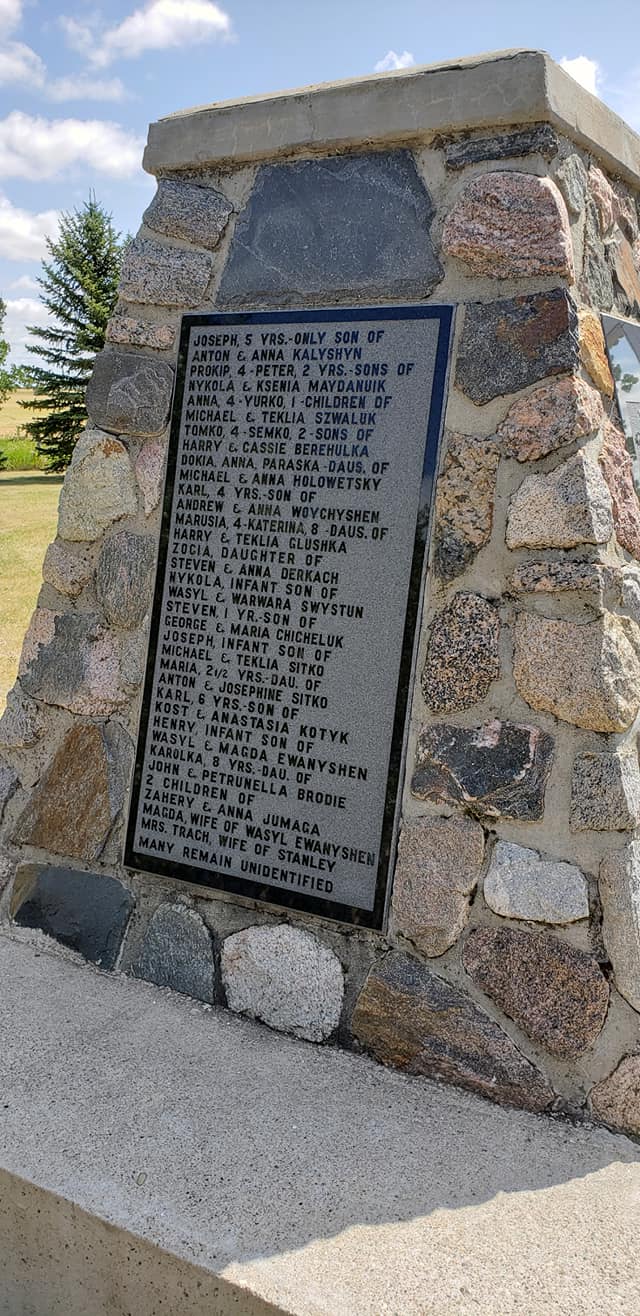 JOSEPH, 5 YRS.-ONLY SON OF
ANTON & ANNA KALYSHYN
PROKIP, 4-PETER, 2 YRS.-SONS OF
NYKOLA & KSENIA MAYDANUIK
ANNA, 4-YURKO, 1-CHILDREN OF
MICHAEL & TEKLIA SZWALUK
TOMKO, 4-SEMKO, 2-SONS OF
HARRY & CASSIE BEREHULKA
DOKIA, ANNA, PARASKA-DAUS. OF
MICHAEL & ANNA HOLOWETSKY
KARL, 4 YRS.-SON OF
ANDREW & ANNA WOYCHYSHEN
MARUSIA, 4-KATERINA, 8-DAUS. OF
HARRY & TEKLIA GLUSHKA
ZOCIA, DAUGHTER OF
STEVEN & ANNA DERKACH
NYKOLA, INFANT SON OF
WASYL & WARWARA SWYSTUN
STEVEN, 1 YR.-SON OF
GEORGE & MARIA CHICHELUK
JOSEPH, INFANT SON OF
MICHAEL & TEKLIA SITKO
MARIA, 2 1/2 YRS.-DAU. OF
ANTON & JOSEPHINE SITKO
KARL, 6 YRS.-SON OF
KOST & ANASTASIA KOTYK
HENRY, INFANT SON OF
WASYL & MAGDA EWANYSHEN
KAROLKA, 8 YRS.-DAU. OF
JOHN & PETRUNELLA BRODIE
2 CHILDREN OF
ZAHERY & ANNA JUMAGA
MAGDA, WIFE OF WASYL EWANYSHEN
MRS. TRACH, WIFE OF STANLEY
MANY REMAIN UNIDENTIFIED